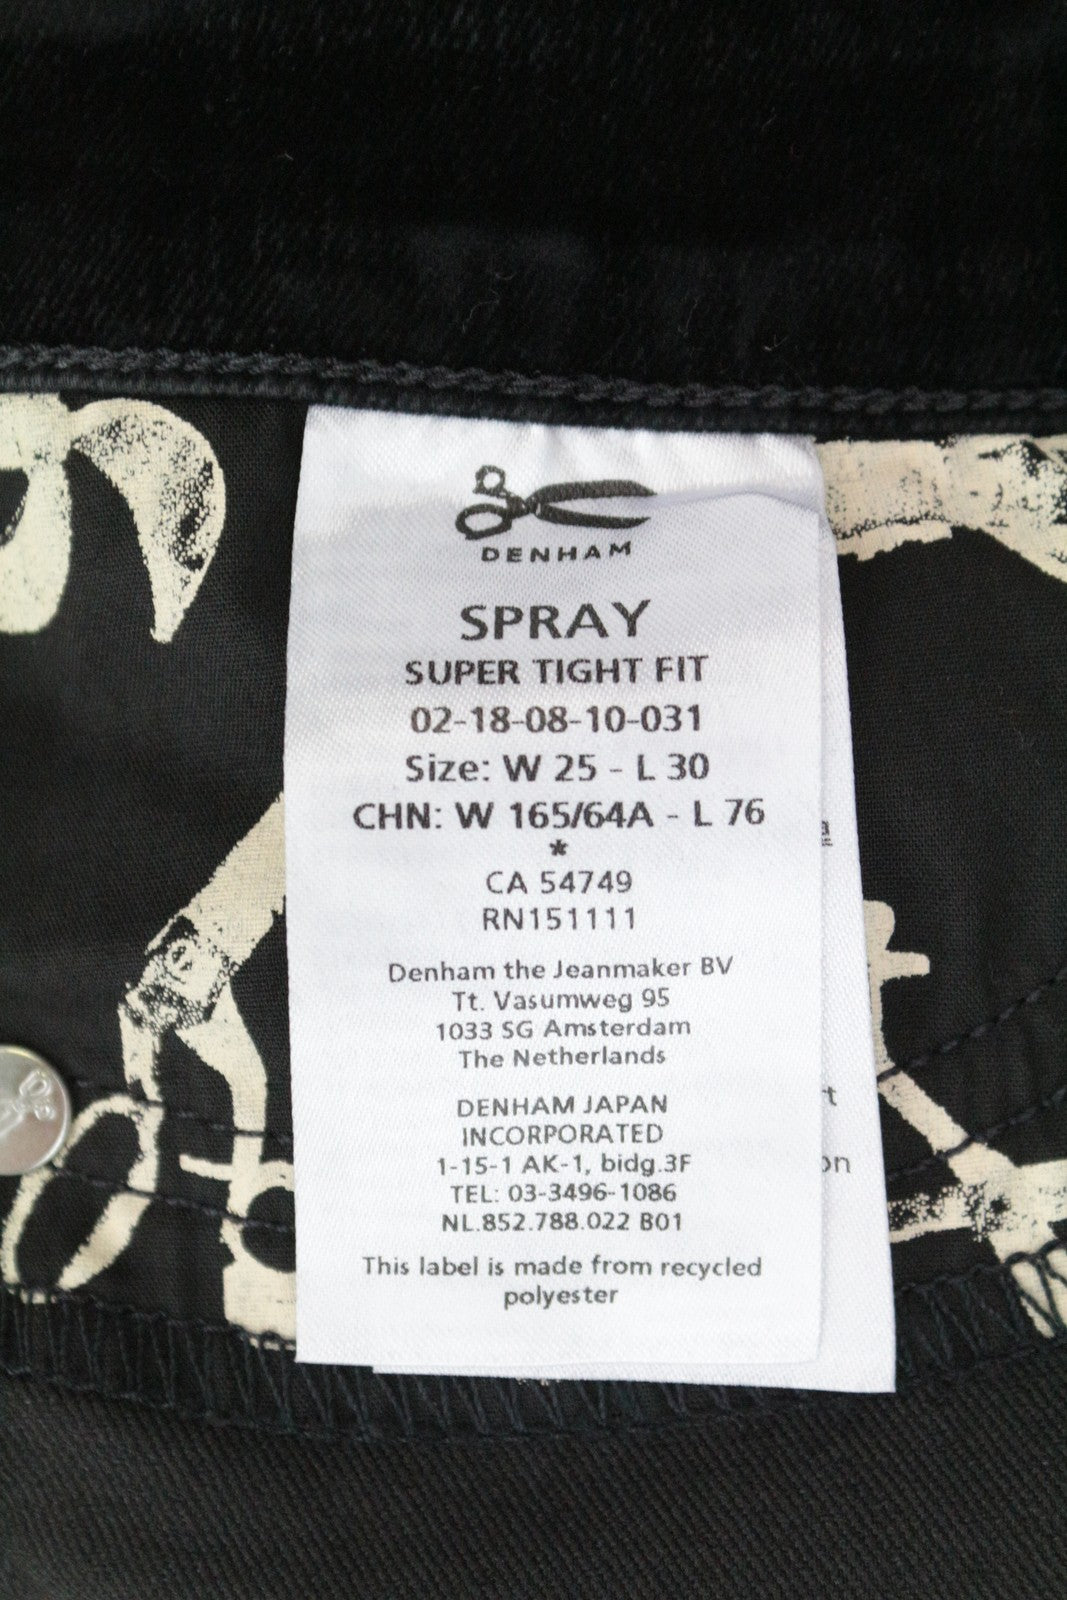 DENHAM
SPRAY
SUPER TIGHT FIT
02-18-08-10-031
Size: W 25 - L 30
CHN: W 165/64A - L 76
*
CA 54749
RN151111
Denham the Jeanmaker BV
Tt. Vasumweg 95
1033 SG Amsterdam
The Netherlands
DENHAM JAPAN
INCORPORATED
1-15-1 AK-1, bidg.3F
TEL: 03-3496-1086
NL.852.788.022 B01
This label is made from recycled
polyester